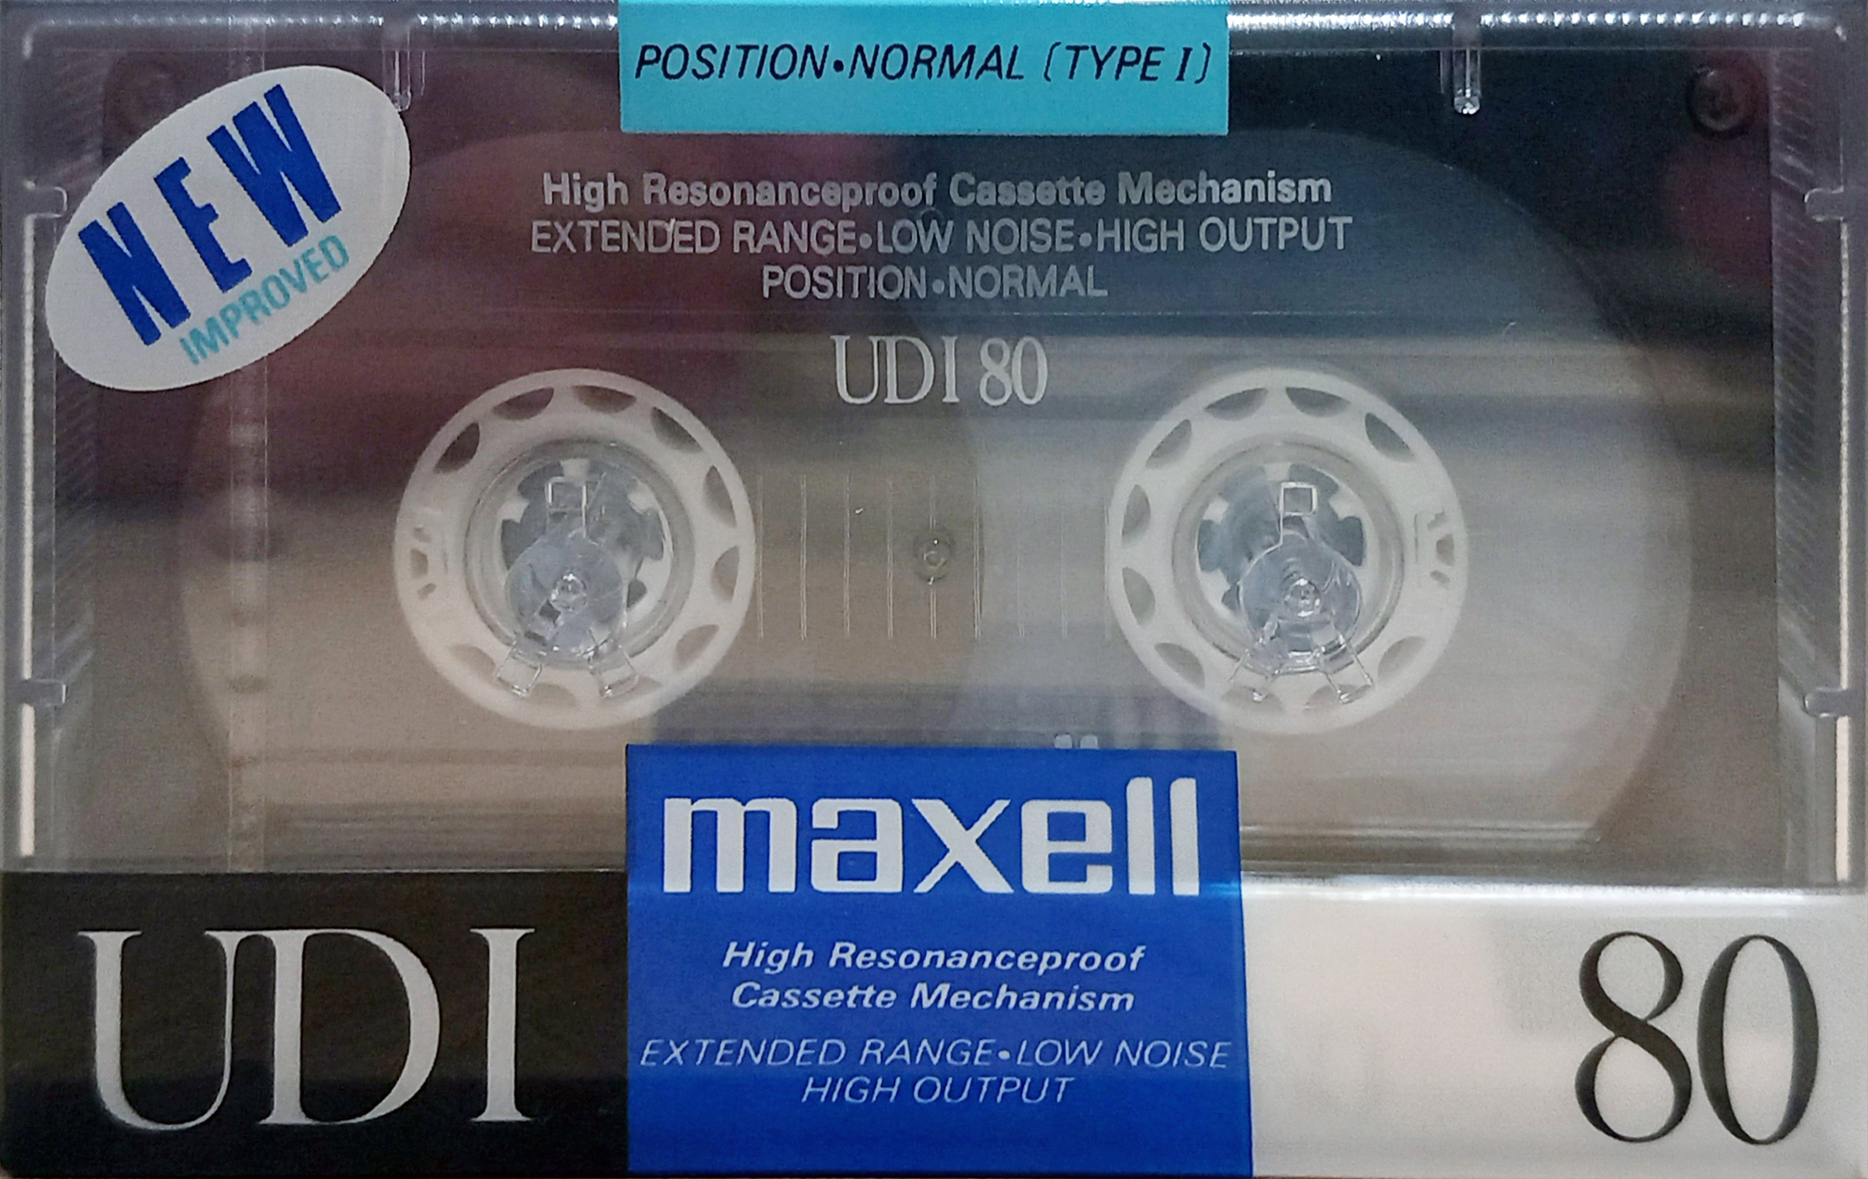 POSITION•NORMAL (TYPE I)
NEW
IMPROVED
High Resonanceproof Cassette Mechanism
EXTENDED RANGE•LOW NOISE•HIGH OUTPUT
POSITION•NORMAL
UDI 80
maxell
High Resonanceproof
Cassette Mechanism
EXTENDED RANGE•LOW NOISE
HIGH OUTPUT
UDI
80